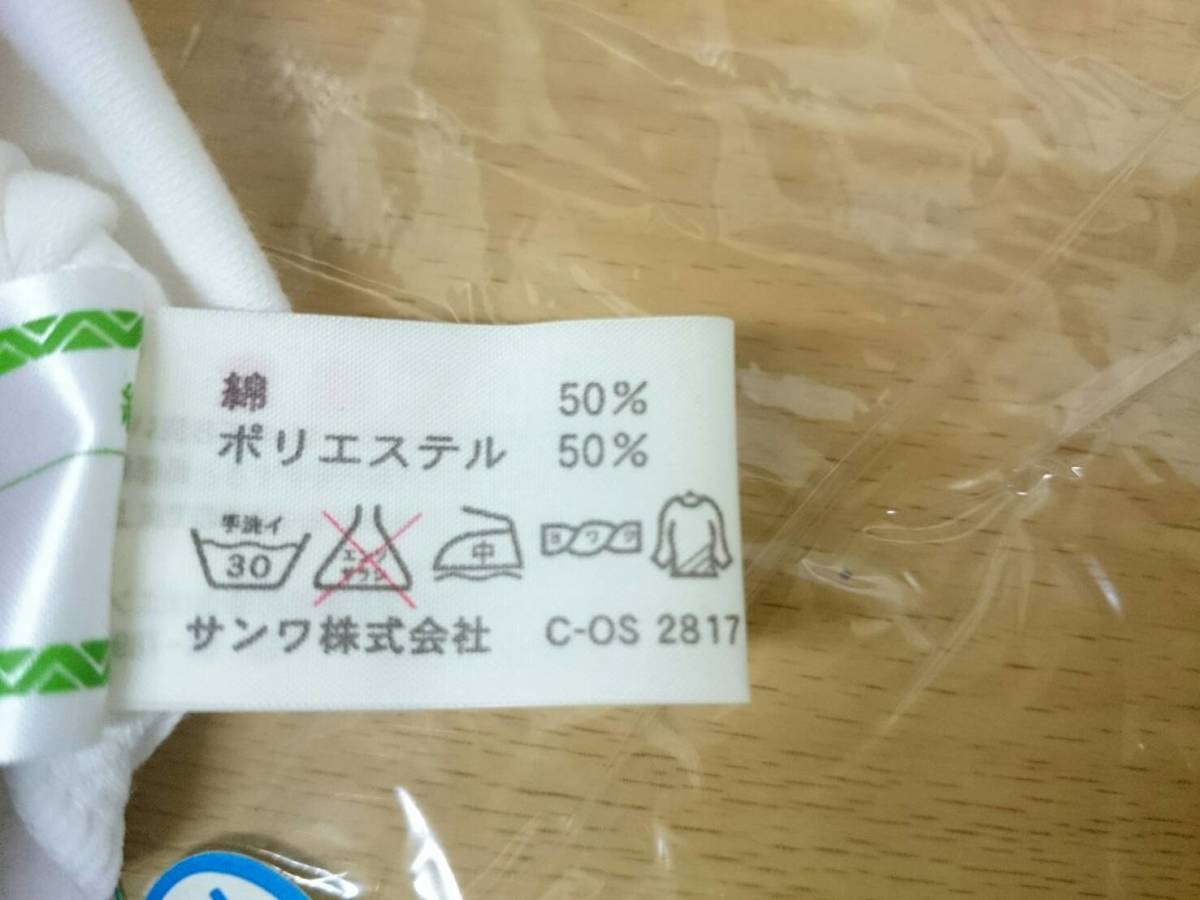 綿 50%
ポリエステル 50%
手洗イ 30 エンソ サラシ 中 ヨワク
サンワ株式会社 C-OS 2817